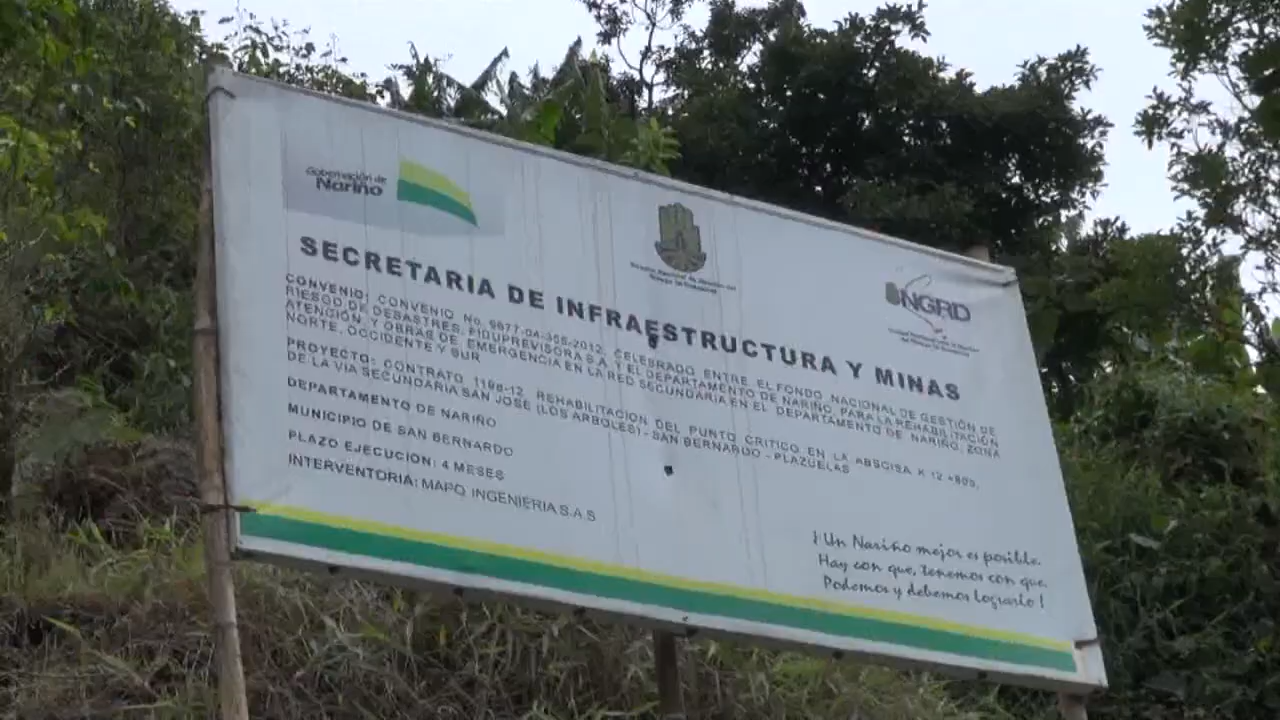 Gobernación de
Nariño
NGRD
SECRETARIA DE INFRAESTRUCTURA Y MINAS
CONVENIO: CONVENIO No. 9677-04-355-2012, CELEBRADO ENTRE EL FONDO NACIONAL DE GESTIÓN DE
RIESGO DE DESASTRES, FIDUPREVISORA S.A. Y EL DEPARTAMENTO DE NARIÑO, PARA LA REHABILITACIÓN
ATENCIÓN Y OBRAS DE EMERGENCIA EN LA RED SECUNDARIA EN EL DEPARTAMENTO DE NARIÑO, ZONA
NORTE, OCCIDENTE Y SUR
PROYECTO: CONTRATO 1196-12 REHABILITACION DEL PUNTO CRITICO EN LA ABSCISA K 12 +800,
DE LA VIA SECUNDARIA SAN JOSE (LOS ARBOLES) - SAN BERNARDO - PLAZUELAS
DEPARTAMENTO DE NARIÑO
MUNICIPIO DE SAN BERNARDO
PLAZO EJECUCION: 4 MESES
INTERVENTORIA: MAPQ INGENIERIA S.A.S
¡ Un Nariño mejor es posible.
Hay con que, tenemos con que.
Podemos y debemos lograrlo !